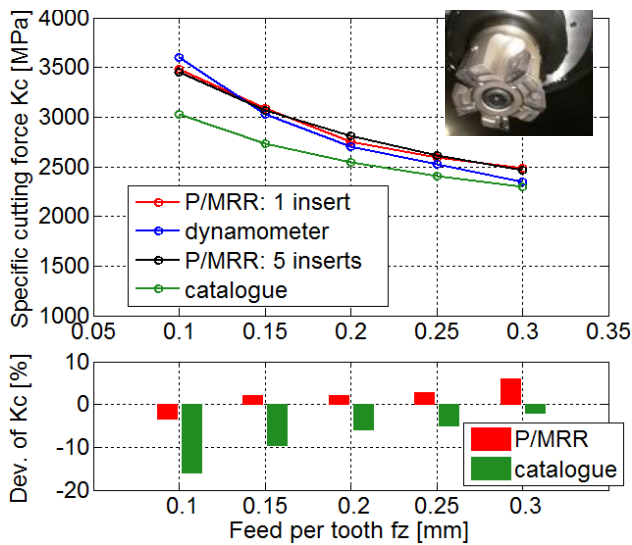 Specific cutting force Kc [MPa]
4000
3500
3000
2500
2000
1500
1000
P/MRR: 1 insert
dynamometer
P/MRR: 5 inserts
catalogue
0.05
0.1
0.15
0.2
0.25
0.3
0.35
Dev. of Kc [%]
10
0
-10
-20
P/MRR
catalogue
0.1
0.15
0.2
0.25
0.3
Feed per tooth fz [mm]